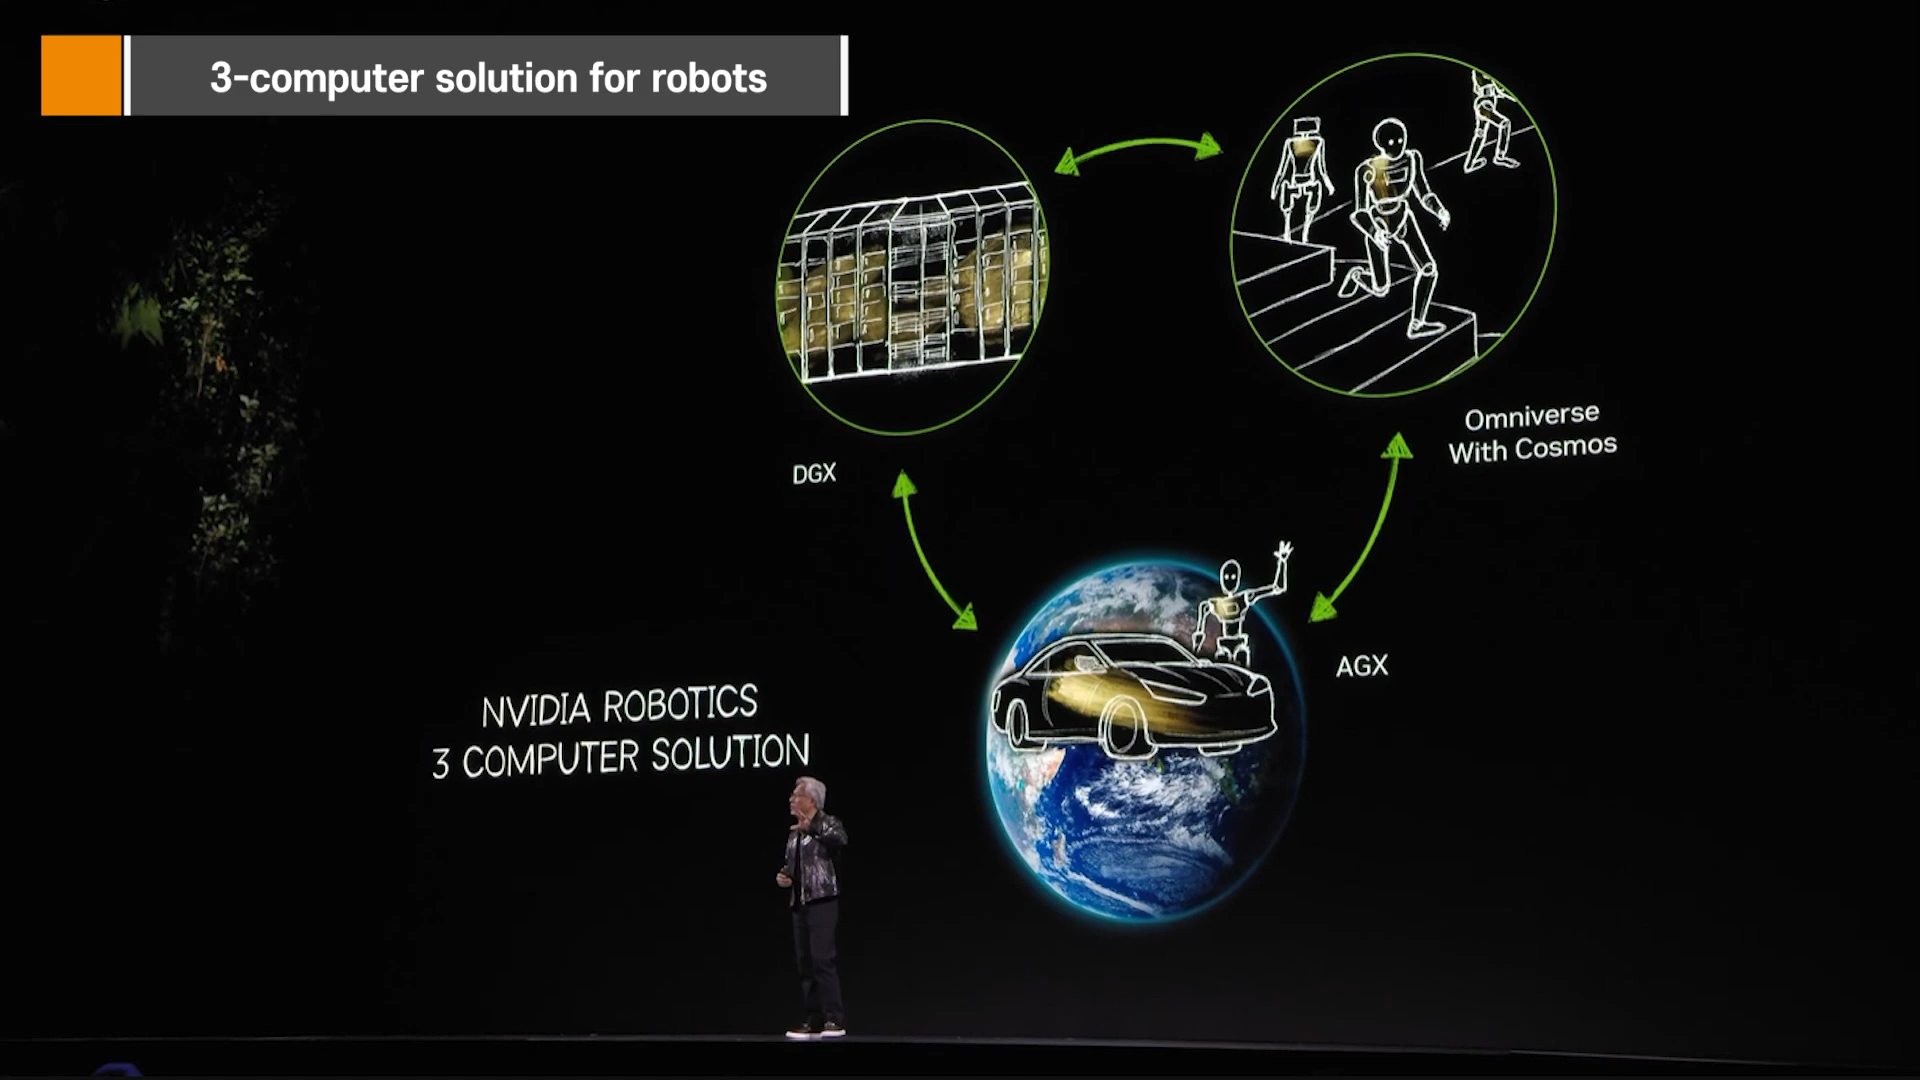 3-computer solution for robots
DGX
Omniverse
With Cosmos
AGX
NVIDIA ROBOTICS
3 COMPUTER SOLUTION